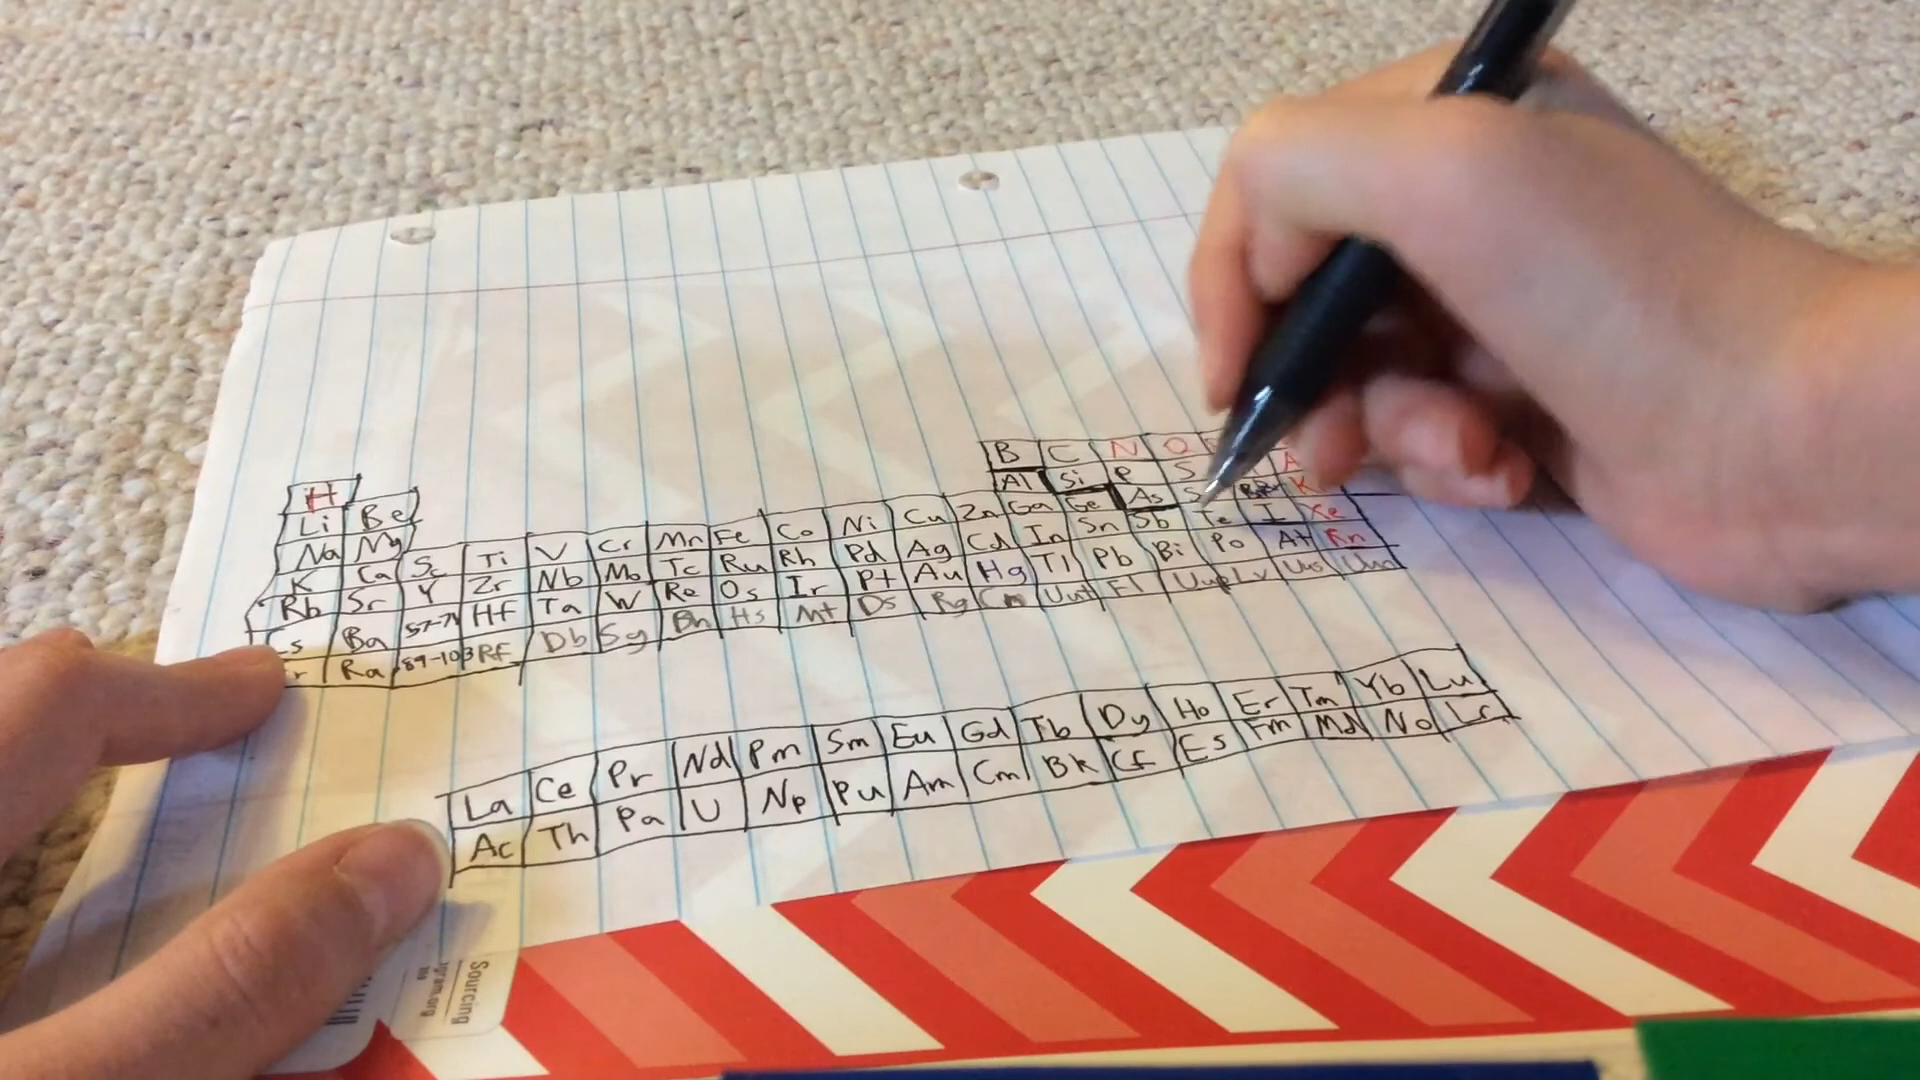 H
Li Be B C N O
Na Mg Al Si P S
K Ca Sc Ti V Cr Mn Fe Co Ni Cu Zn Ga Ge As Br
Rb Sr Y Zr Nb Mo Tc Ru Rh Pd Ag Cd In Sn Sb Te I Xe
Ba 57-71 Hf Ta W Re Os Ir Pt Au Hg Tl Pb Bi Po At Rn
Ra 89-103 Rf Db Sg Bh Hs Mt Ds Rg Cn Uut Fl Uup Lv Uus Uuo
La Ce Pr Nd Pm Sm Eu Gd Tb Dy Ho Er Tm Yb Lu
Ac Th Pa U Np Pu Am Cm Bk Cf Es Fm Md No Lr
Sourcing
gram.org